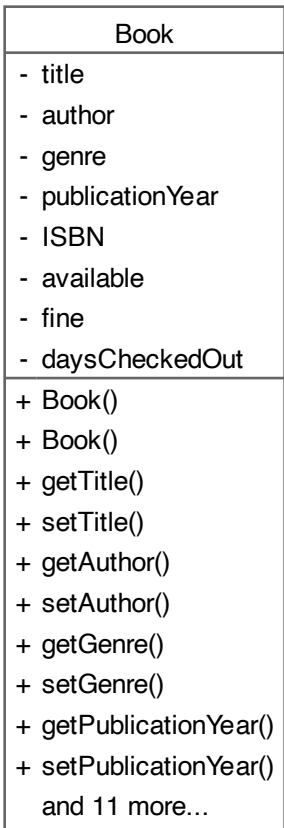 Book
- title
- author
- genre
- publicationYear
- ISBN
- available
- fine
- daysCheckedOut
+ Book()
+ Book()
+ getTitle()
+ setTitle()
+ getAuthor()
+ setAuthor()
+ getGenre()
+ setGenre()
+ getPublicationYear()
+ setPublicationYear()
and 11 more...